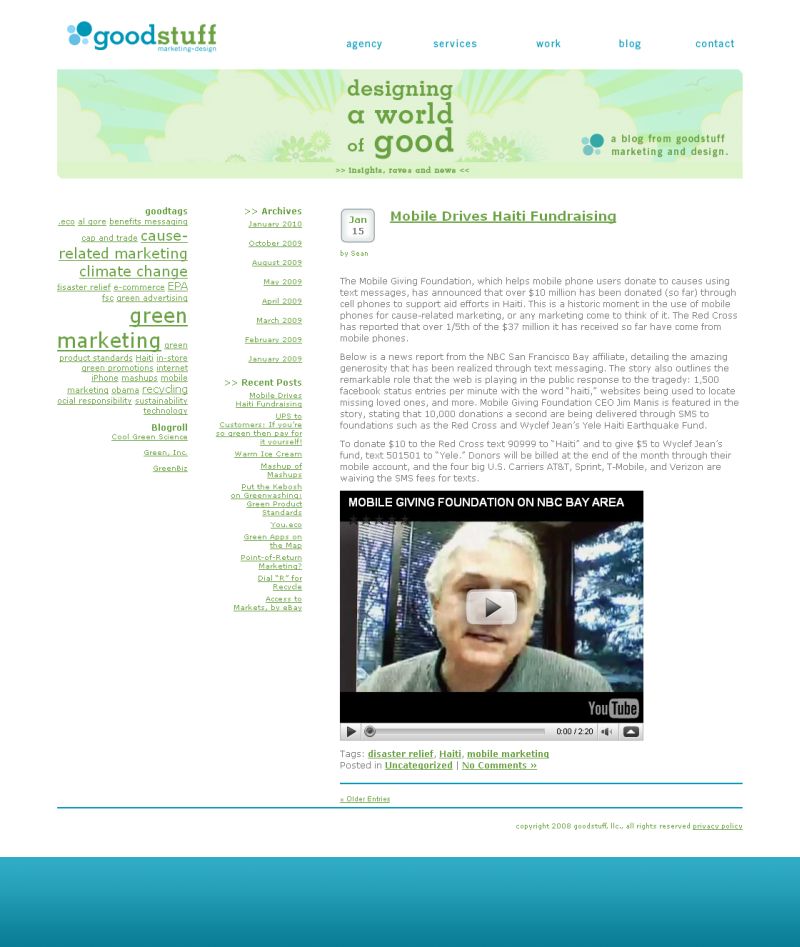 goodstuff
marketing+design
agency
services
work
blog
contact
designing
a world
of good
>> insights, raves and news <<
a blog from goodstuff
marketing and design.
goodtags
.eco al gore benefits messaging
cap and trade cause-
related marketing
climate change
disaster relief e-commerce EPA
fsc green advertising
green
marketing green
product standards Haiti in-store
green promotions internet
iPhone mashups mobile
marketing obama recycling
ocial responsibility sustainability
technology
Blogroll
Cool Green Science
Green, Inc.
GreenBiz
>> Archives
January 2010
October 2009
August 2009
May 2009
April 2009
March 2009
February 2009
January 2009
>> Recent Posts
Mobile Drives
Haiti Fundraising
UPS to
Customers: If you're
so green then pay for
it yourself!
Warm Ice Cream
Mashup of
Mashups
Put the Kebosh
on Greenwashing:
Green Product
Standards
You.eco
Green Apps on
the Map
Point-of-Return
Marketing?
Dial "R" for
Recycle
Access to
Markets, by eBay
Jan
15
Mobile Drives Haiti Fundraising
by Sean
The Mobile Giving Foundation, which helps mobile phone users donate to causes using
text messages, has announced that over $10 million has been donated (so far) through
cell phones to support aid efforts in Haiti. This is a historic moment in the use of mobile
phones for cause-related marketing, or any marketing come to think of it. The Red Cross
has reported that over 1/5th of the $37 million it has received so far have come from
mobile phones.
Below is a news report from the NBC San Francisco Bay affiliate, detailing the amazing
generosity that has been realized through text messaging. The story also outlines the
remarkable role that the web is playing in the public response to the tragedy: 1,500
facebook status entries per minute with the word "haiti," websites being used to locate
missing loved ones, and more. Mobile Giving Foundation CEO Jim Manis is featured in the
story, stating that 10,000 donations a second are being delivered through SMS to
foundations such as the Red Cross and Wyclef Jean's Yele Haiti Earthquake Fund.
To donate $10 to the Red Cross text 90999 to "Haiti" and to give $5 to Wyclef Jean's
fund, text 501501 to "Yele." Donors will be billed at the end of the month through their
mobile account, and the four big U.S. Carriers AT&T, Sprint, T-Mobile, and Verizon are
waiving the SMS fees for texts.
MOBILE GIVING FOUNDATION ON NBC BAY AREA
YouTube
0:00 / 2:20
Tags: disaster relief, Haiti, mobile marketing
Posted in Uncategorized | No Comments »
« Older Entries
copyright 2008 goodstuff, llc., all rights reserved privacy policy